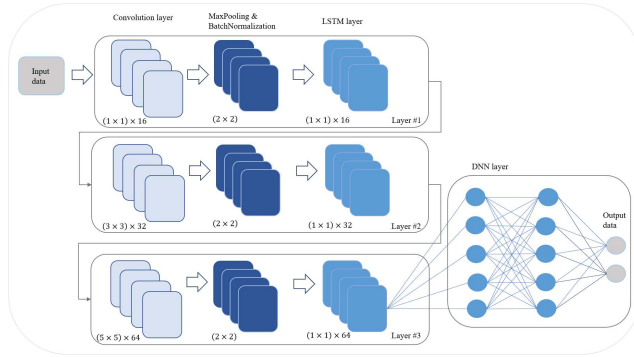 Convolution layer
MaxPooling &
BatchNormalization
LSTM layer
Input
data
(1 × 1) × 16
(2 × 2)
(1 × 1) × 16
Layer #1
(3 × 3) × 32
(2 × 2)
(1 × 1) × 32
Layer #2
DNN layer
Output
data
(5 × 5) × 64
(2 × 2)
(1 × 1) × 64
Layer #3